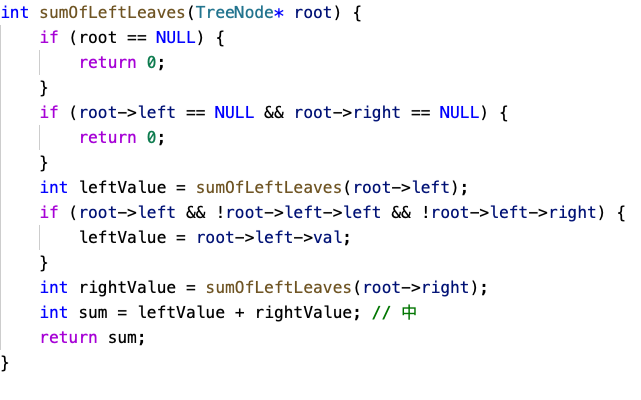 int sumOfLeftLeaves(TreeNode* root) {
    if (root == NULL) {
        return 0;
    }
    if (root->left == NULL && root->right == NULL) {
        return 0;
    }
    int leftValue = sumOfLeftLeaves(root->left);
    if (root->left && !root->left->left && !root->left->right) {
        leftValue = root->left->val;
    }
    int rightValue = sumOfLeftLeaves(root->right);
    int sum = leftValue + rightValue; // 中
    return sum;
}